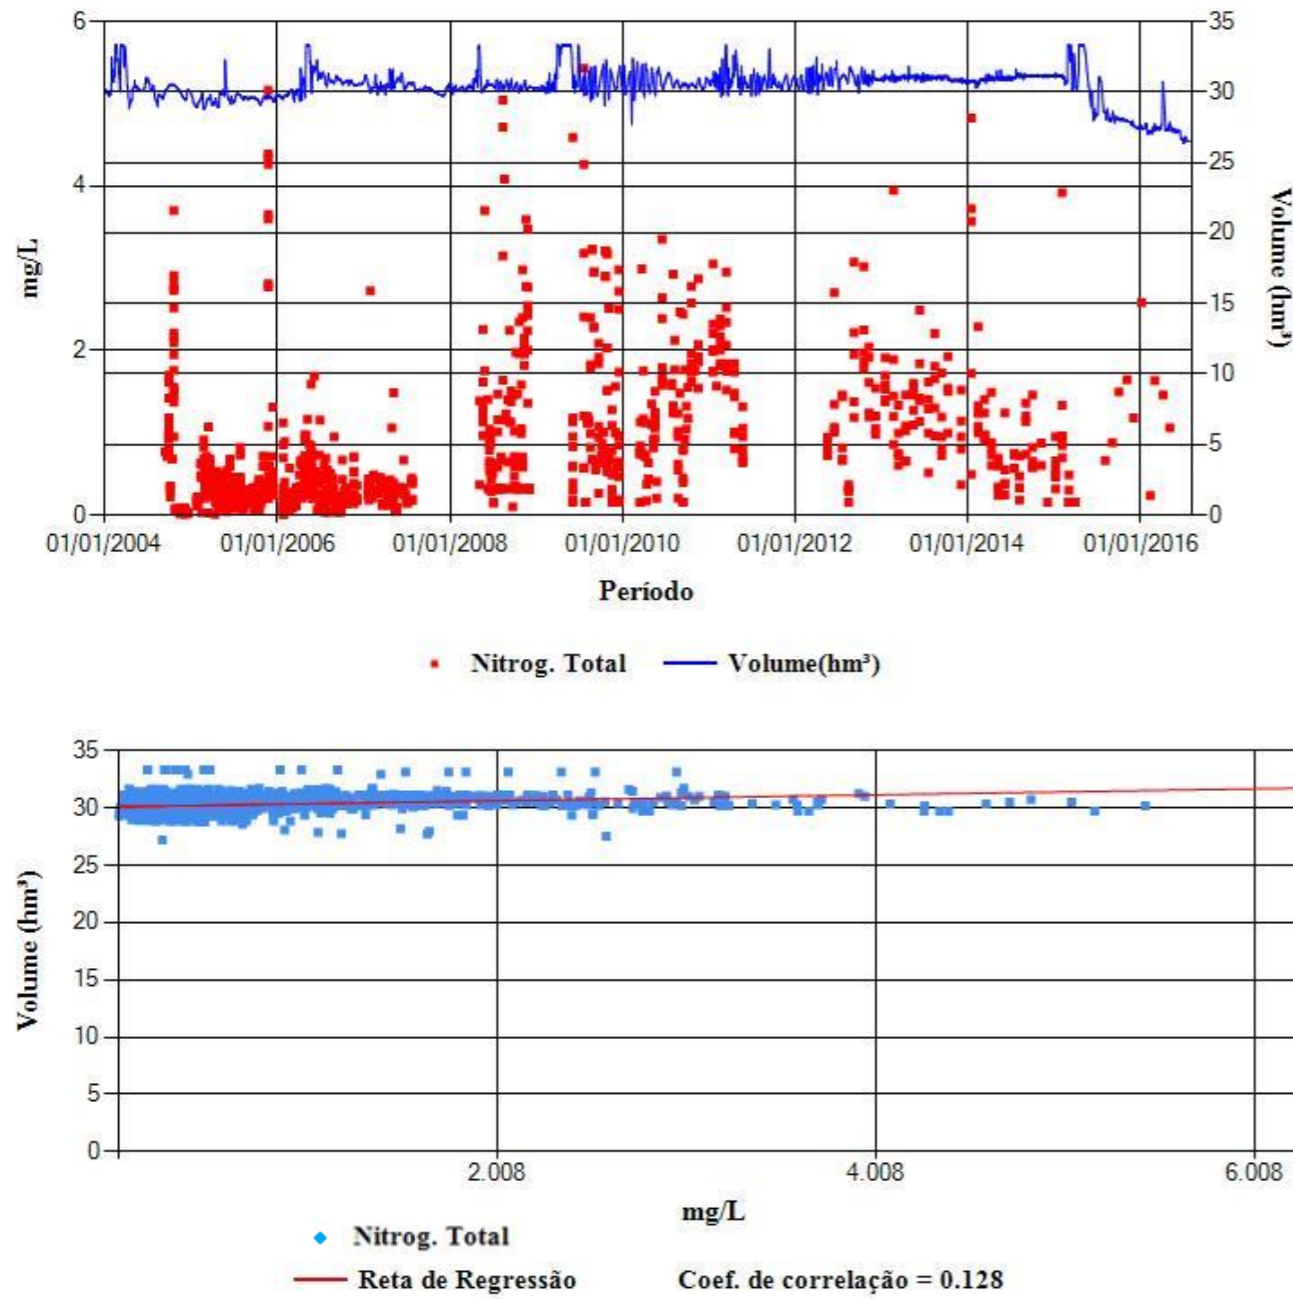 6
35
30
25
4
mg/L
20
Volume (hm³)
15
2
10
5
0
0
01/01/2004 01/01/2006 01/01/2008 01/01/2010 01/01/2012 01/01/2014 01/01/2016
Período
Nitrog. Total Volume(hm³)
35
30
25
20
Volume (hm³)
15
10
5
0
2.008 4.008 6.008
mg/L
Nitrog. Total
Reta de Regressão Coef. de correlação = 0.128